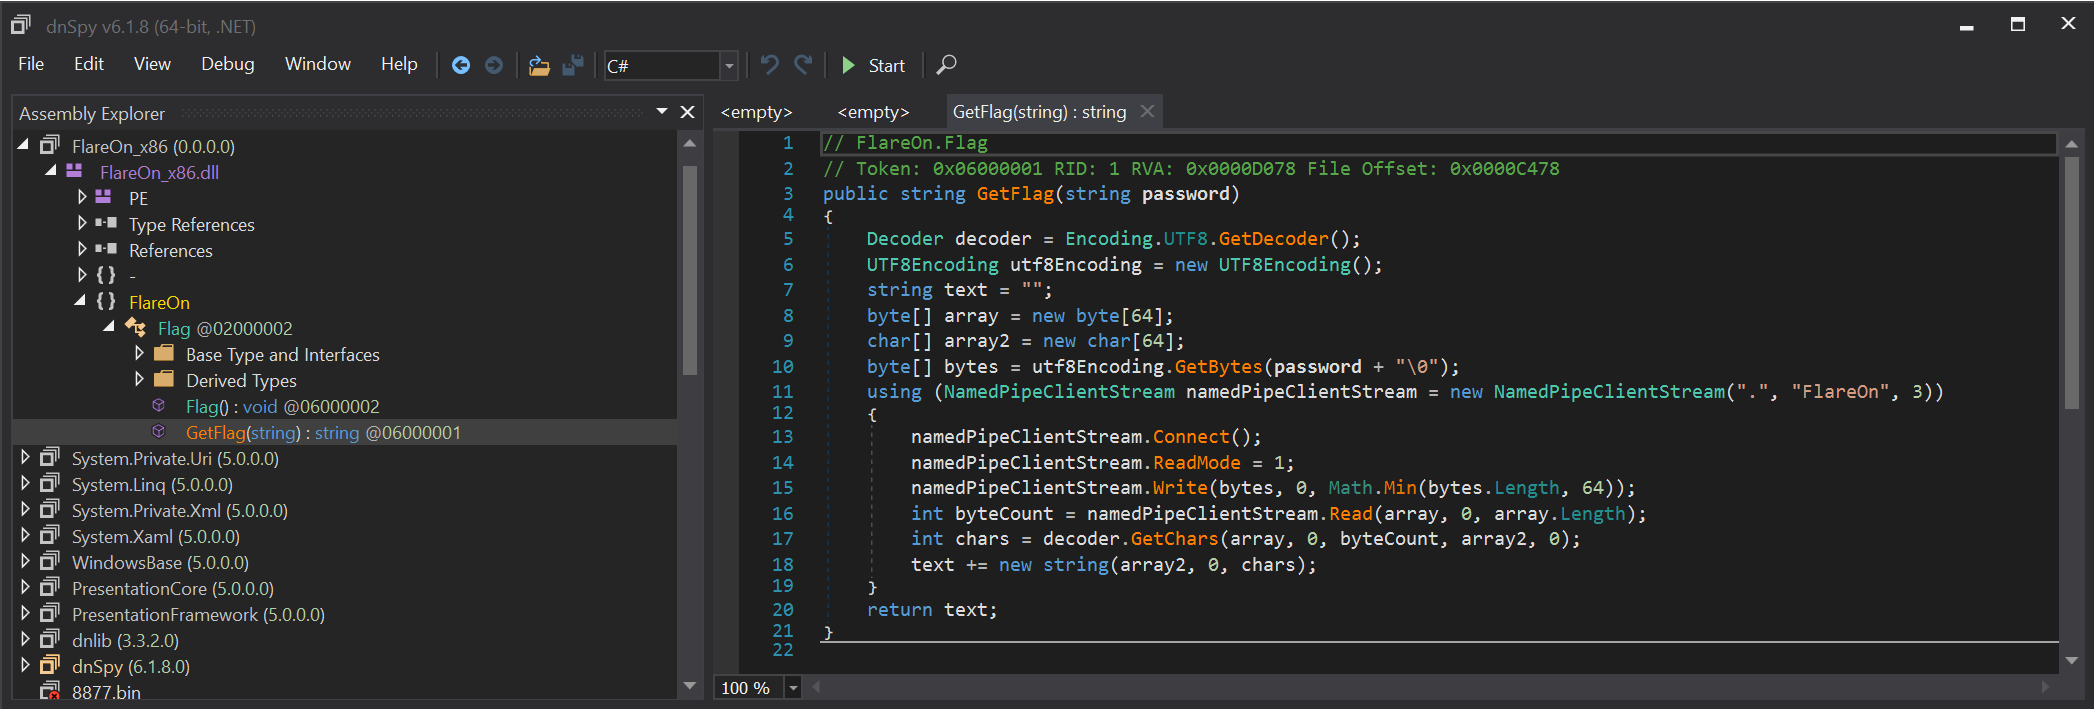 dnSpy v6.1.8 (64-bit, .NET)
File Edit View Debug Window Help C# Start
Assembly Explorer
FlareOn_x86 (0.0.0.0)
FlareOn_x86.dll
PE
Type References
References
{ } -
{ } FlareOn
Flag @02000002
Base Type and Interfaces
Derived Types
Flag() : void @06000002
GetFlag(string) : string @06000001
System.Private.Uri (5.0.0.0)
System.Linq (5.0.0.0)
System.Private.Xml (5.0.0.0)
System.Xaml (5.0.0.0)
WindowsBase (5.0.0.0)
PresentationCore (5.0.0.0)
PresentationFramework (5.0.0.0)
dnlib (3.3.2.0)
dnSpy (6.1.8.0)
8877.bin
<empty> <empty> GetFlag(string) : string
1 // FlareOn.Flag
2 // Token: 0x06000001 RID: 1 RVA: 0x0000D078 File Offset: 0x0000C478
3 public string GetFlag(string password)
4 {
5 Decoder decoder = Encoding.UTF8.GetDecoder();
6 UTF8Encoding utf8Encoding = new UTF8Encoding();
7 string text = "";
8 byte[] array = new byte[64];
9 char[] array2 = new char[64];
10 byte[] bytes = utf8Encoding.GetBytes(password + "\0");
11 using (NamedPipeClientStream namedPipeClientStream = new NamedPipeClientStream(".", "FlareOn", 3))
12 {
13 namedPipeClientStream.Connect();
14 namedPipeClientStream.ReadMode = 1;
15 namedPipeClientStream.Write(bytes, 0, Math.Min(bytes.Length, 64));
16 int byteCount = namedPipeClientStream.Read(array, 0, array.Length);
17 int chars = decoder.GetChars(array, 0, byteCount, array2, 0);
18 text += new string(array2, 0, chars);
19 }
20 return text;
21 }
22
100 %